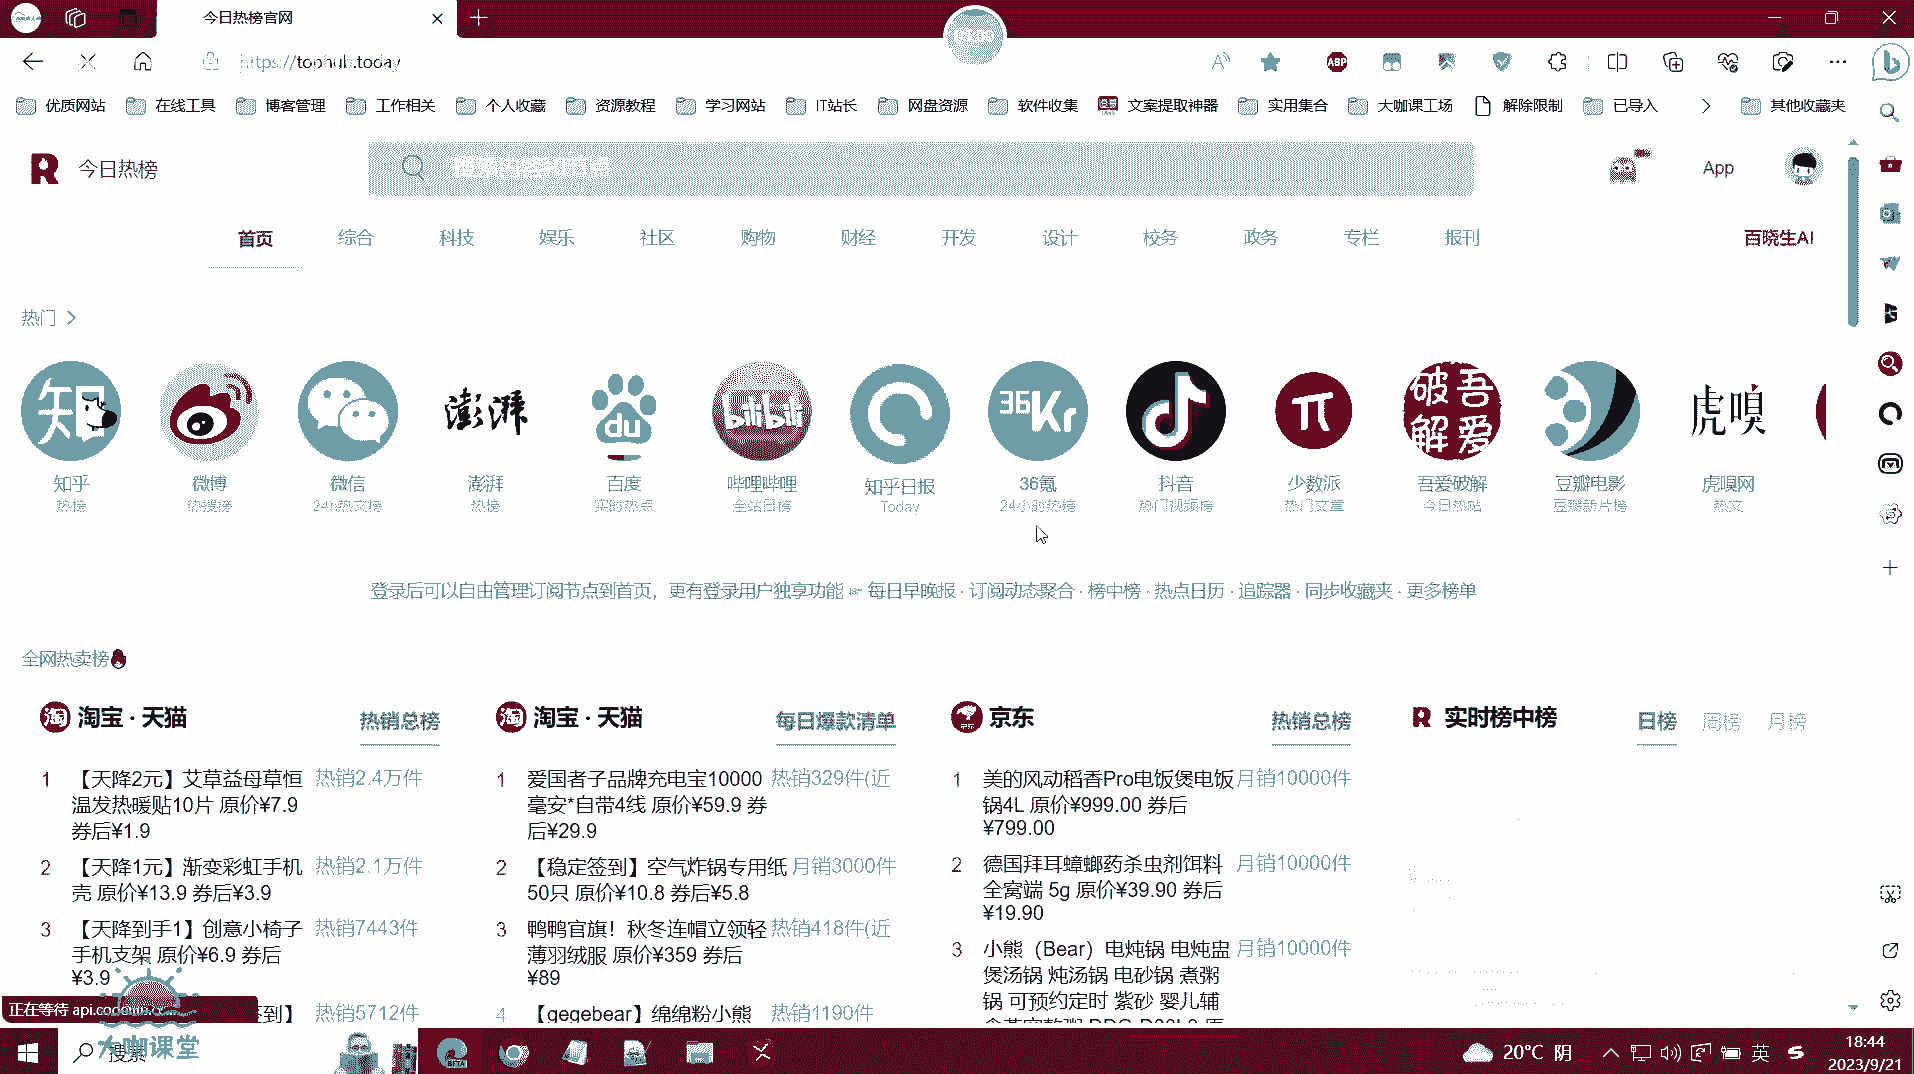 今日热榜官网
https://tophub.today
优质网站 在线工具 博客管理 工作相关 个人收藏 资源教程 学习网站 IT站长 网盘资源 软件收集 文案提取神器 实用集合 大咖课工场 解除限制 已导入 其他收藏夹
今日热榜
App
首页 综合 科技 娱乐 社区 购物 财经 开发 设计 校务 政务 专栏 报刊 百晓生AI
热门
知乎 微博 微信 澎湃 百度 哔哩哔哩 知乎日报 36氪 抖音 少数派 吾爱破解 豆瓣电影 虎嗅网
热榜 热搜榜 24h热文榜 热榜 实时热点 全站日榜 Today 24小时热榜 热门视频榜 热门文章 今日热帖 豆瓣新片榜 热文
登录后可以自由管理订阅节点到首页，更有登录用户独享功能 ☞ 每日早晚报 · 订阅动态聚合 · 榜中榜 · 热点日历 · 追踪器 · 同步收藏夹 · 更多榜单
全网热卖榜
淘宝 · 天猫 热销总榜
1 【天降2元】艾草益母草恒 热销2.4万件
温发热暖贴10片 原价¥7.9
券后¥1.9
2 【天降1元】渐变彩虹手机 热销2.1万件
壳 原价¥13.9 券后¥3.9
3 【天降到手1】创意小椅子 热销7443件
手机支架 原价¥6.9 券后
¥3.9
签到】 热销5712件
淘宝 · 天猫 每日爆款清单
1 爱国者子品牌充电宝10000 热销329件(近
毫安*自带4线 原价¥59.9 券
后¥29.9
2 【稳定签到】空气炸锅专用纸 月销3000件
50只 原价¥10.8 券后¥5.8
3 鸭鸭官旗！秋冬连帽立领轻 热销418件(近
薄羽绒服 原价¥359 券后
¥89
4 【gegebear】绵绵粉小熊 热销1190件
京东 热销总榜
1 美的风动稻香Pro电饭煲电饭 月销10000件
锅4L 原价¥999.00 券后
¥799.00
2 德国拜耳蟑螂药杀虫剂饵料 月销10000件
全窝端 5g 原价¥39.90 券后
¥19.90
3 小熊（Bear）电炖锅 电炖盅 月销10000件
煲汤锅 炖汤锅 电砂锅 煮粥
锅 可预约定时 紫砂 婴儿辅
实时榜中榜 日榜 周榜 月榜
正在等待
大咖课堂
搜索
20°C 阴
英
18:44
2023/9/21